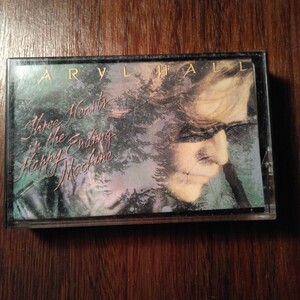 ARYL HALL
Three Hearts
in the
Happy Ending
Machine